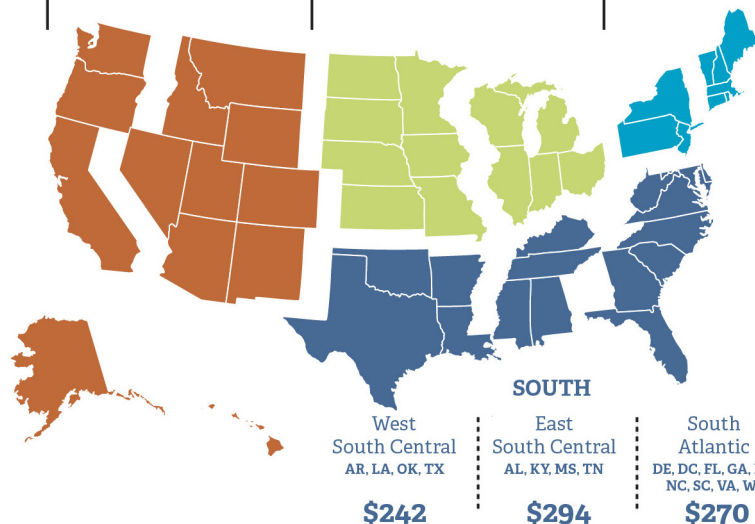 SOUTH
West
South Central
AR, LA, OK, TX
$242
East
South Central
AL, KY, MS, TN
$294
South
Atlantic
DE, DC, FL, GA,
NC, SC, VA,
$270